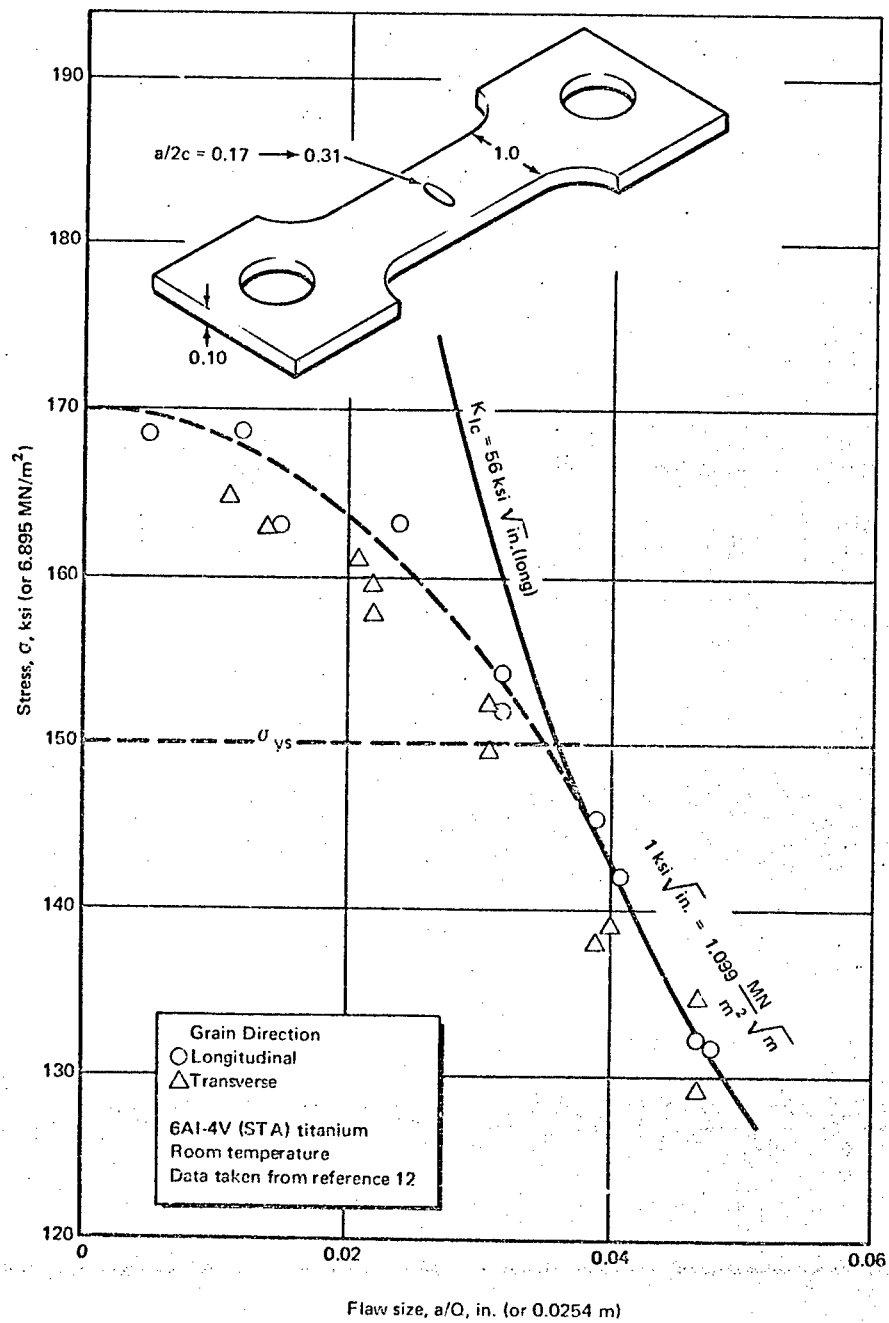 190
180
170
160
150
140
130
120
0
0.02
0.04
0.06
Stress, σ, ksi (or 6.895 MN/m²)
Flaw size, a/Q, in. (or 0.0254 m)
a/2c = 0.17 → 0.31
1.0
0.10
K_Ic = 56 ksi √in.(long)
σ_ys
1 ksi √in. = 1.099 MN/m² √m
Grain Direction
○ Longitudinal
△ Transverse
6Al-4V (STA) titanium
Room temperature
Data taken from reference 12